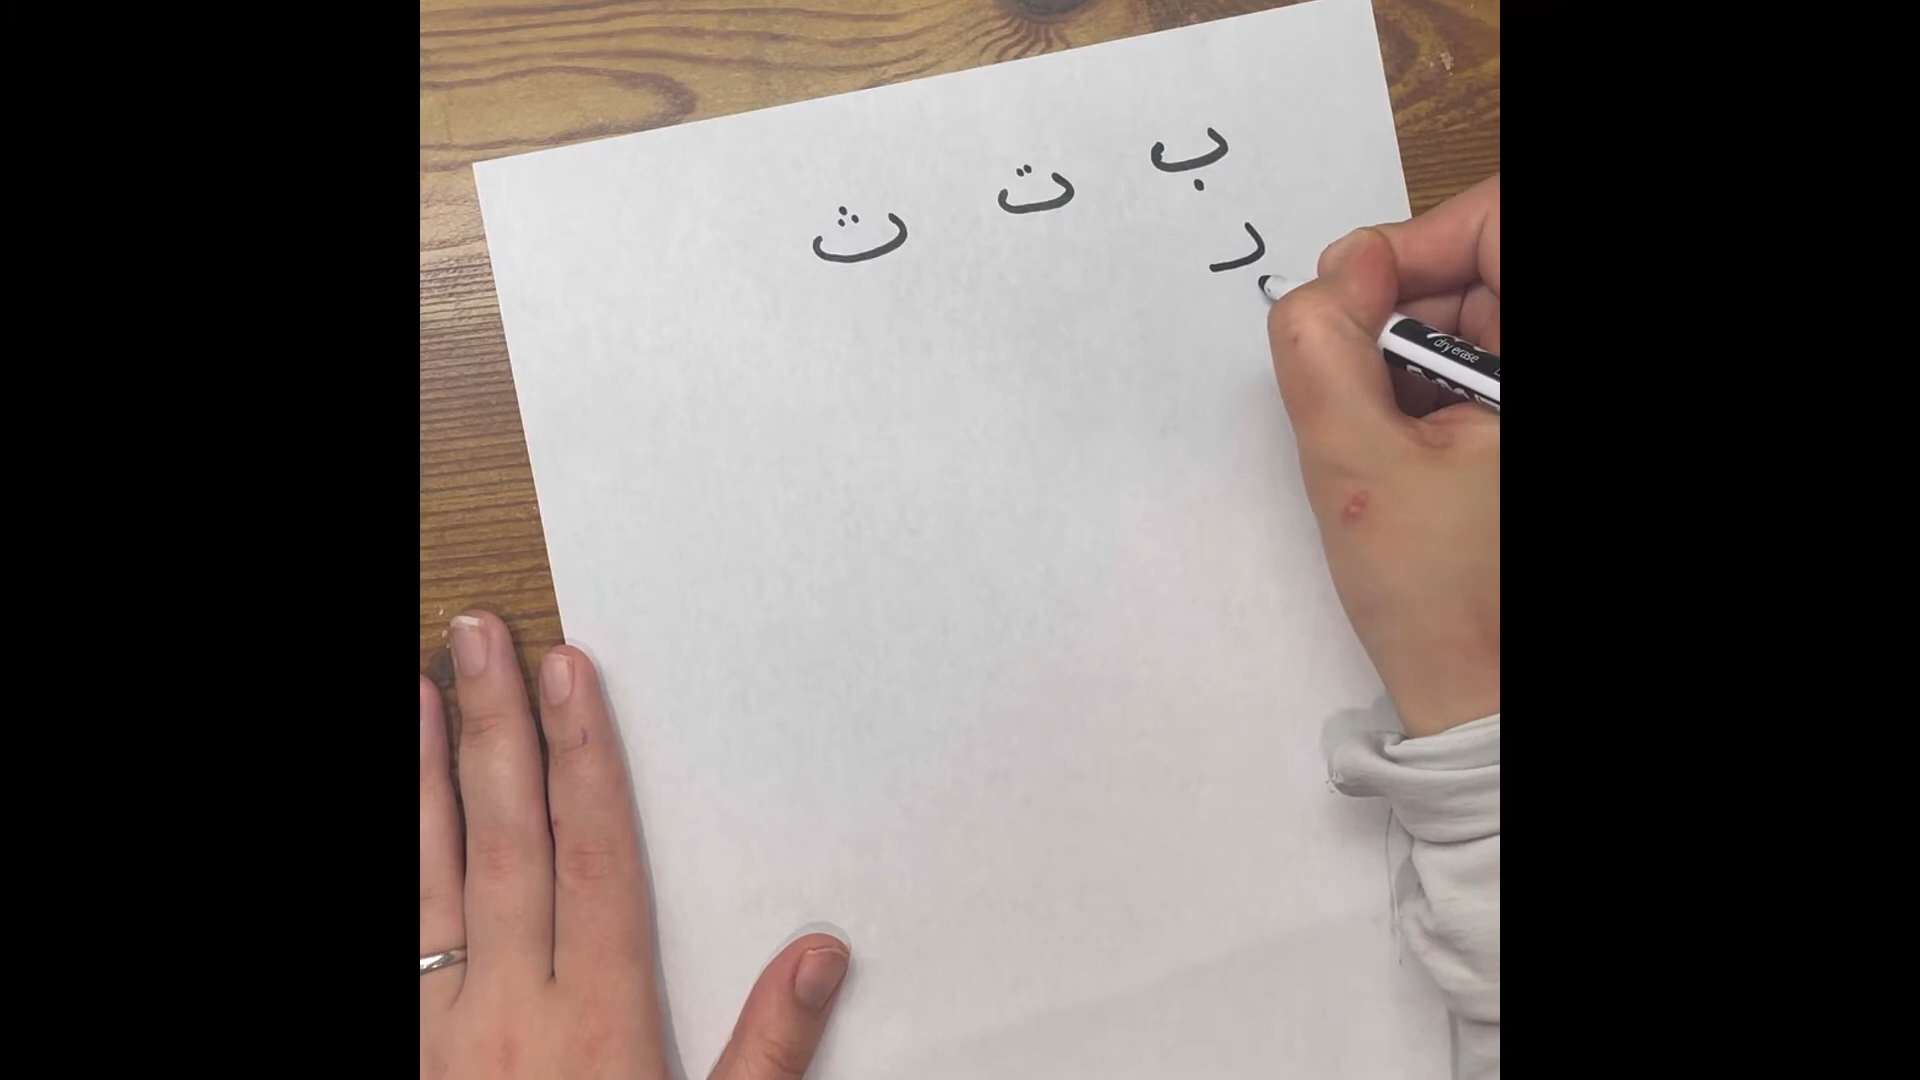 ب ت ث
د
dry erase